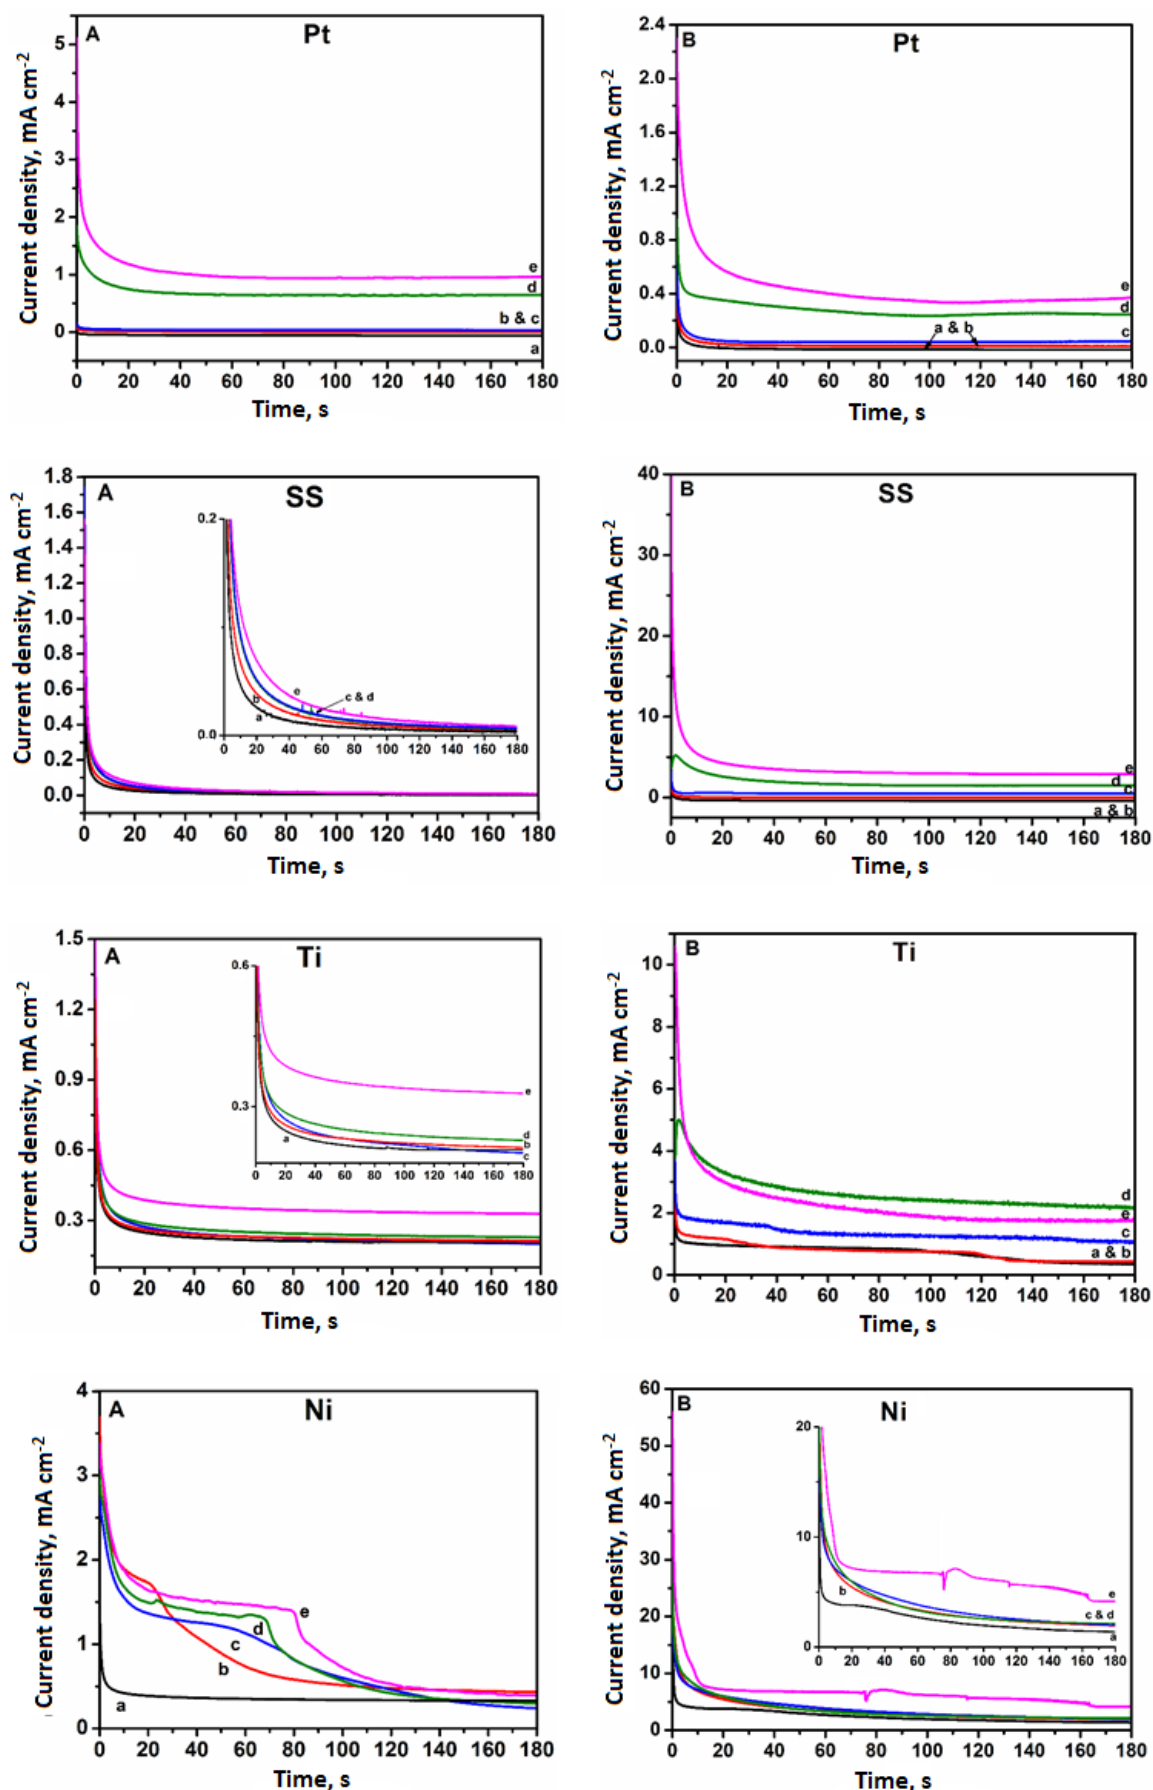 A Pt
5
4
3
2
1
0
e
d
b & c
a
0 20 40 60 80 100 120 140 160 180
Time, s
Current density, mA cm-2
B Pt
2.4
2.0
1.6
1.2
0.8
0.4
0.0
e
d
a & b
c
0 20 40 60 80 100 120 140 160 180
Time, s
Current density, mA cm-2
A SS
1.8
1.6
1.4
1.2
1.0
0.8
0.6
0.4
0.2
0.0
0.2
0.0
e
c & d
b
a
0 20 40 60 80 100 120 140 160 180
0 20 40 60 80 100 120 140 160 180
Time, s
Current density, mA cm-2
B SS
40
30
20
10
0
e
d
c
a & b
0 20 40 60 80 100 120 140 160 180
Time, s
Current density, mA cm-2
A Ti
1.5
1.2
0.9
0.6
0.3
0.6
0.3
e
a
d
b
c
0 20 40 60 80 100 120 140 160 180
0 20 40 60 80 100 120 140 160 180
Time, s
Current density, mA cm-2
B Ti
10
8
6
4
2
0
d
e
c
a & b
0 20 40 60 80 100 120 140 160 180
Time, s
Current density, mA cm-2
A Ni
4
3
2
1
0
e
d
c
b
a
0 20 40 60 80 100 120 140 160 180
Time, s
Current density, mA cm-2
B Ni
60
50
40
30
20
10
0
20
10
0
b
e
c & d
a
0 20 40 60 80 100 120 140 160 180
0 20 40 60 80 100 120 140 160 180
Time, s
Current density, mA cm-2